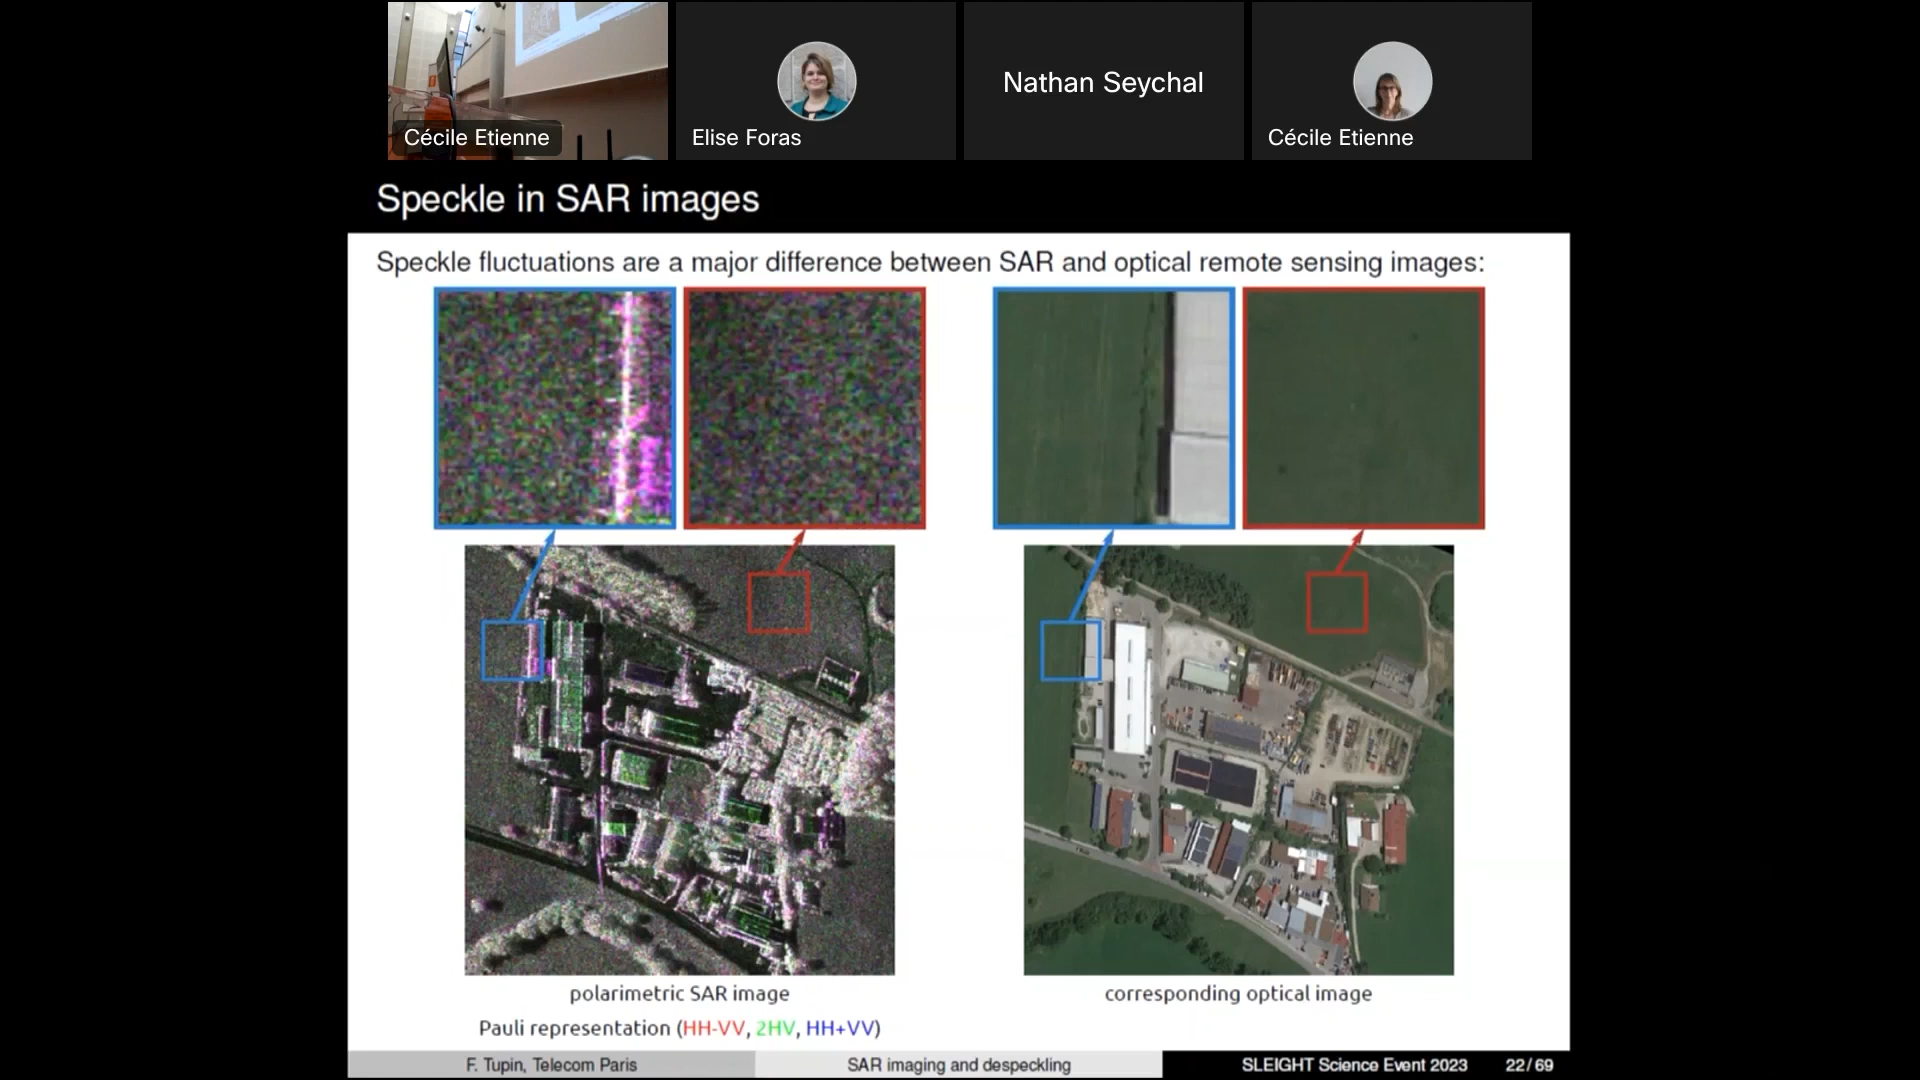 Cécile Etienne
Elise Foras
Nathan Seychal
Cécile Etienne
Speckle in SAR images
Speckle fluctuations are a major difference between SAR and optical remote sensing images:
polarimetric SAR image
Pauli representation (HH-VV, 2HV, HH+VV)
corresponding optical image
F. Tupin, Telecom Paris
SAR imaging and despeckling
SLEIGHT Science Event 2023
22/69